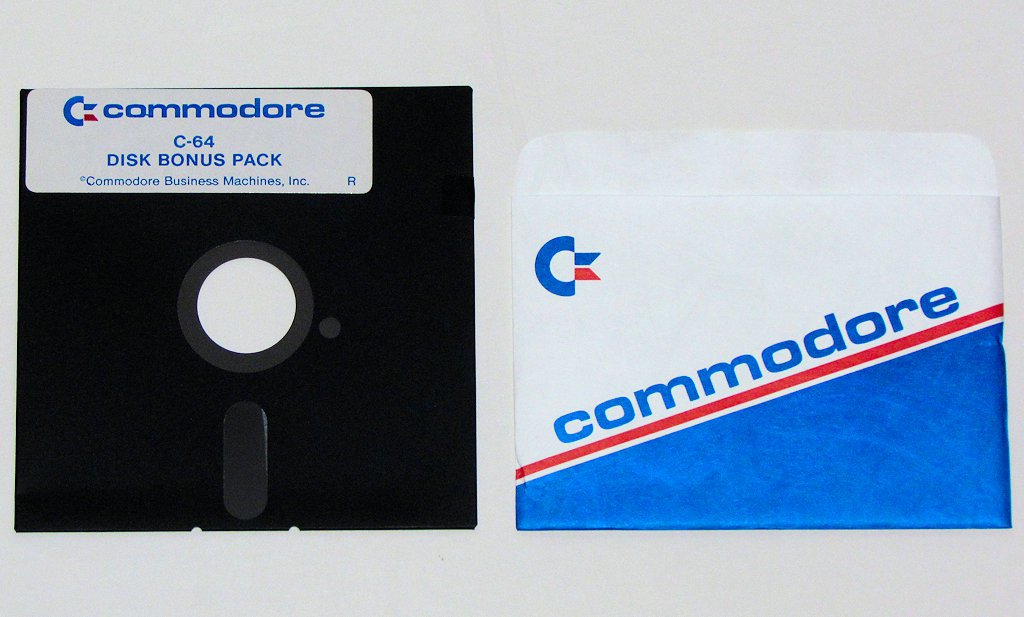 commodore
C-64
DISK BONUS PACK
©Commodore Business Machines, Inc. R
commodore